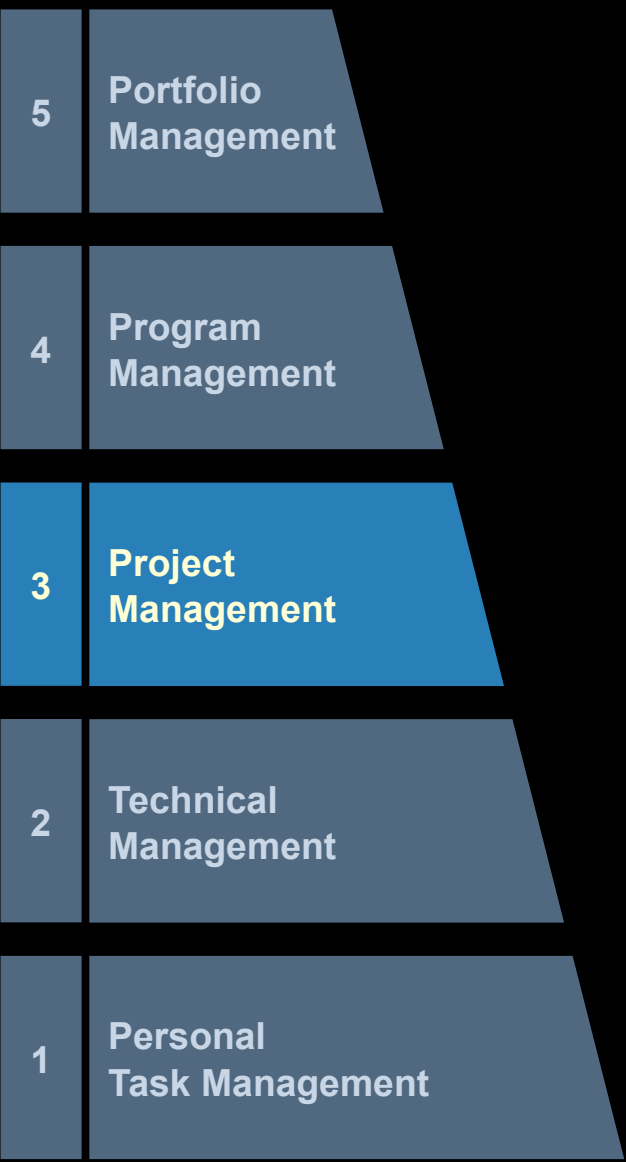 5
Portfolio
Management
4
Program
Management
3
Project
Management
2
Technical
Management
1
Personal
Task Management